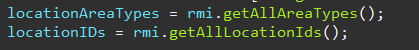 locationAreaTypes = rmi.getAllAreaTypes();
locationIDs = rmi.getAllLocationIds();